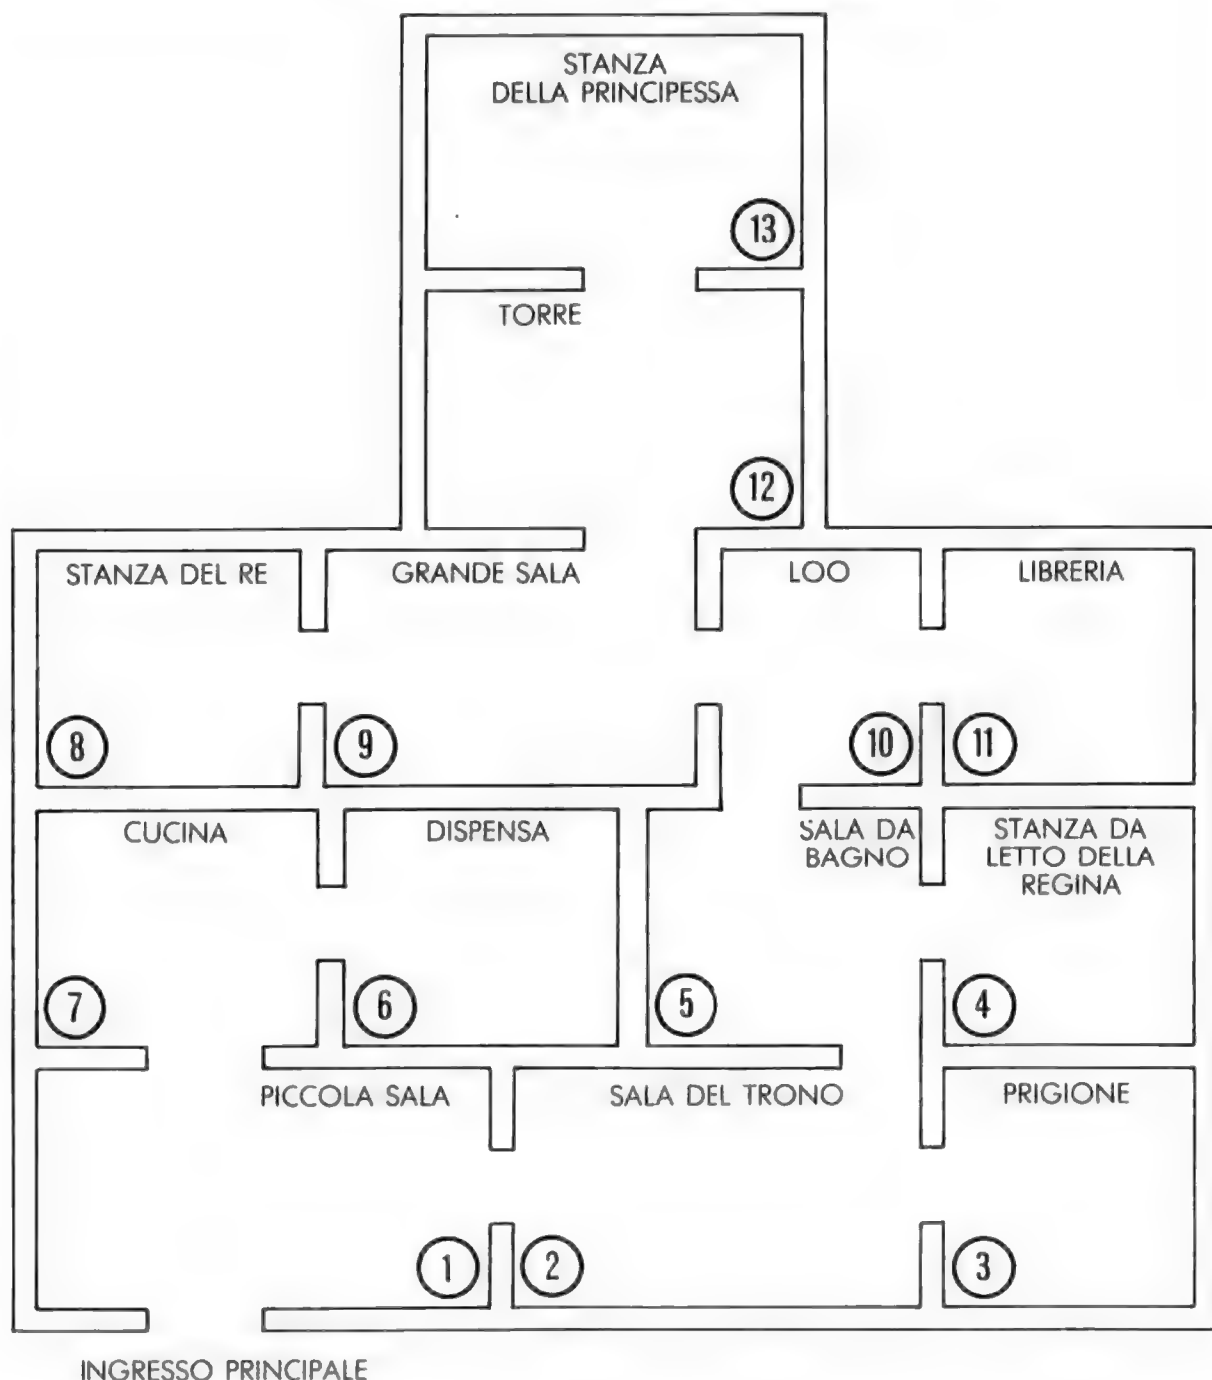 STANZA
DELLA PRINCIPESSA
13
TORRE
12
STANZA DEL RE
GRANDE SALA
LOO
LIBRERIA
8
9
10
11
CUCINA
DISPENSA
SALA DA
BAGNO
STANZA DA
LETTO DELLA
REGINA
7
6
5
4
PICCOLA SALA
SALA DEL TRONO
PRIGIONE
1
2
3
INGRESSO PRINCIPALE